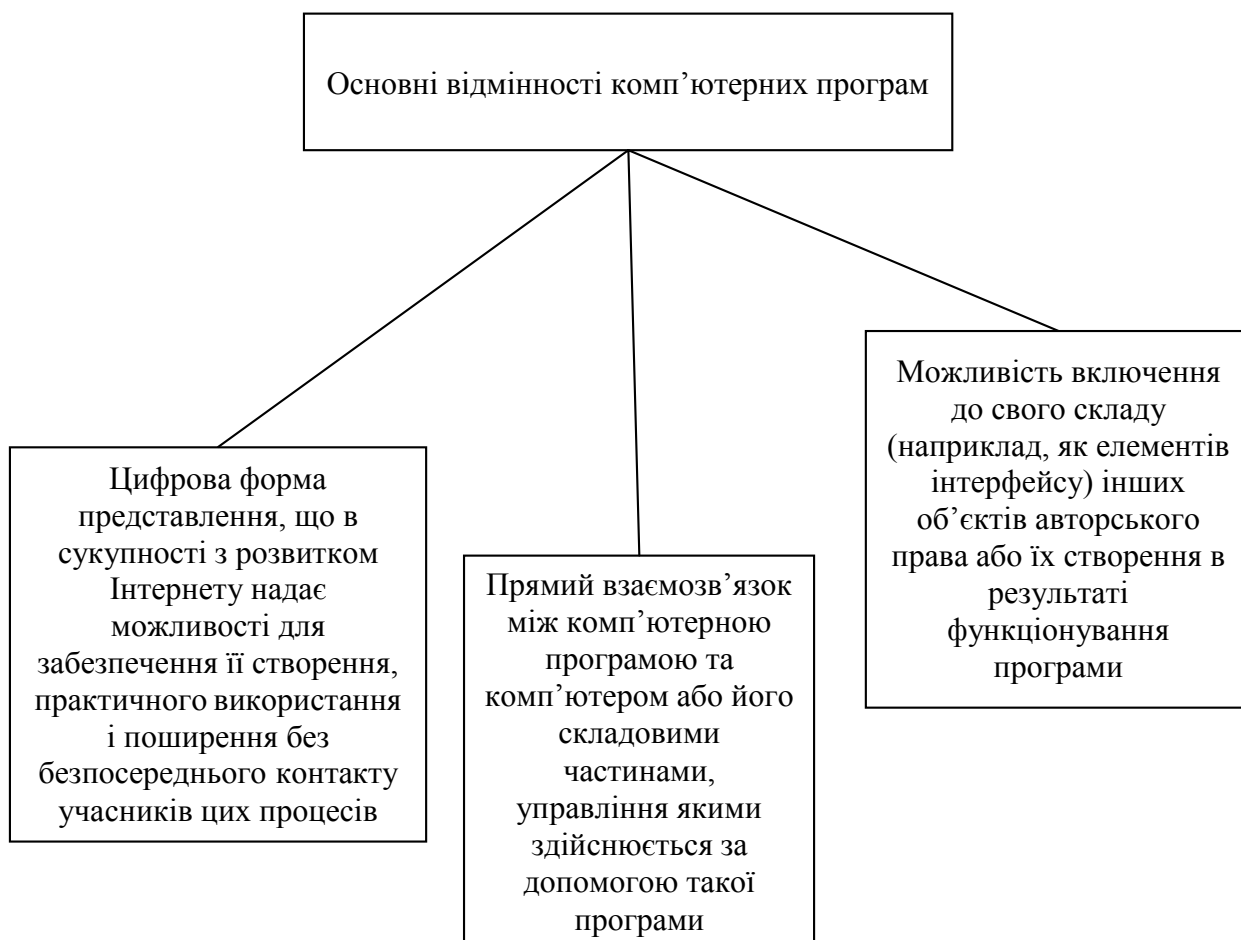 Основні відмінності комп’ютерних програм
Цифрова форма
представлення, що в
сукупності з розвитком
Інтернету надає
можливості для
забезпечення її створення,
практичного використання
і поширення без
безпосереднього контакту
учасників цих процесів
Прямий взаємозв’язок
між комп’ютерною
програмою та
комп’ютером або його
складовими
частинами,
управління якими
здійснюється за
допомогою такої
програми
Можливість включення
до свого складу
(наприклад, як елементів
інтерфейсу) інших
об’єктів авторського
права або їх створення в
результаті
функціонування
програми